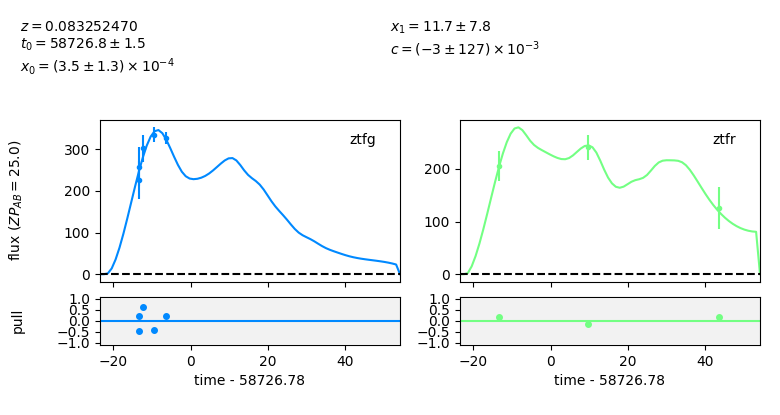 z = 0.083252470
t₀ = 58726.8 ± 1.5
x₀ = (3.5 ± 1.3) × 10⁻⁴
x₁ = 11.7 ± 7.8
c = (−3 ± 127) × 10⁻³
flux (ZP_AB = 25.0)
300
200
100
0
ztfg
200
100
0
ztfr
pull
1.0
0.5
0.0
−0.5
−1.0
−20
0
20
40
time - 58726.78
1.0
0.5
0.0
−0.5
−1.0
−20
0
20
40
time - 58726.78